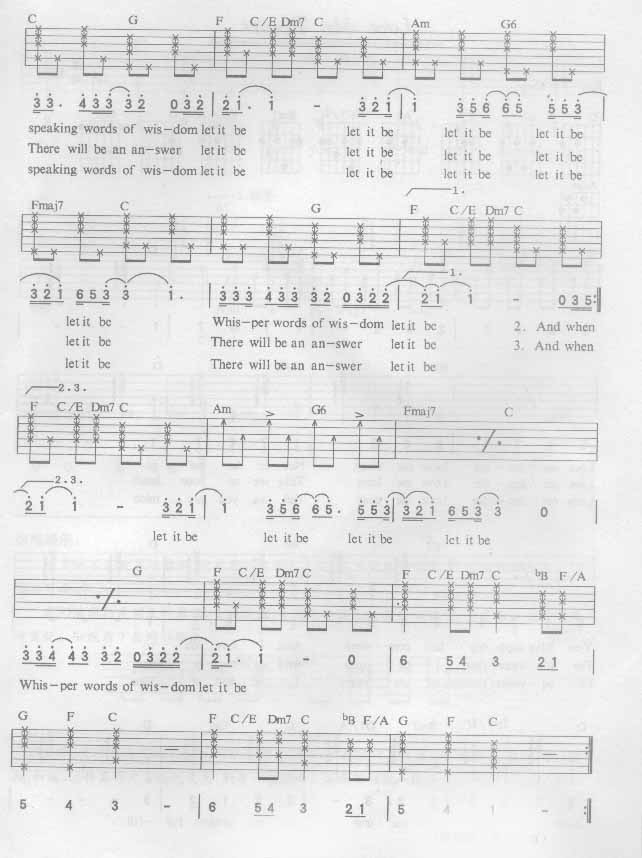 C G F C/E Dm7 C Am G6
3 3. 4 3 3 3 2 0 3 2 | 2 1. 1 - 3 2 1 | 1 3 5 6 6 5 5 5 3
speaking words of wis-dom let it be let it be let it be let it be
There will be an an-swer let it be let it be let it be let it be
speaking words of wis-dom let it be let it be let it be let it be
1.
Fmaj7 C G F C/E Dm7 C
1.
3 2 1 6 5 3 3 1. | 3 3 3 4 3 3 3 2 0 3 2 2 | 2 1 1 - 0 3 5 :||
let it be Whis-per words of wis-dom let it be 2. And when
let it be There will be an an-swer let it be 3. And when
let it be There will be an an-swer let it be
2.3.
F C/E Dm7 C Am > G6 > Fmaj7 C
2.3.
2 1 1 - 3 2 1 | 1 3 5 6 6 5. 5 5 3 | 3 2 1 6 5 3 3 0 |
let it be let it be let it be let it be
G F C/E Dm7 C F C/E Dm7 C bB F/A
3 3 4 4 3 3 2 0 3 2 2 | 2 1. 1 - 0 | 6 5 4 3 2 1 |
Whis-per words of wis-dom let it be
G F C F C/E Dm7 C bB F/A G F C
5 4 3 - | 6 5 4 3 2 1 | 5 4 1 - :||